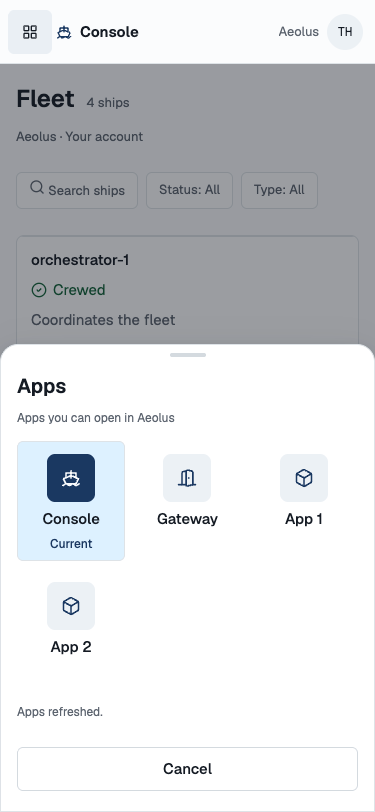 Console
Aeolus
TH
Fleet 4 ships
Aeolus · Your account
Search ships
Status: All
Type: All
orchestrator-1
Crewed
Coordinates the fleet
Apps
Apps you can open in Aeolus
Console
Current
Gateway
App 1
App 2
Apps refreshed.
Cancel